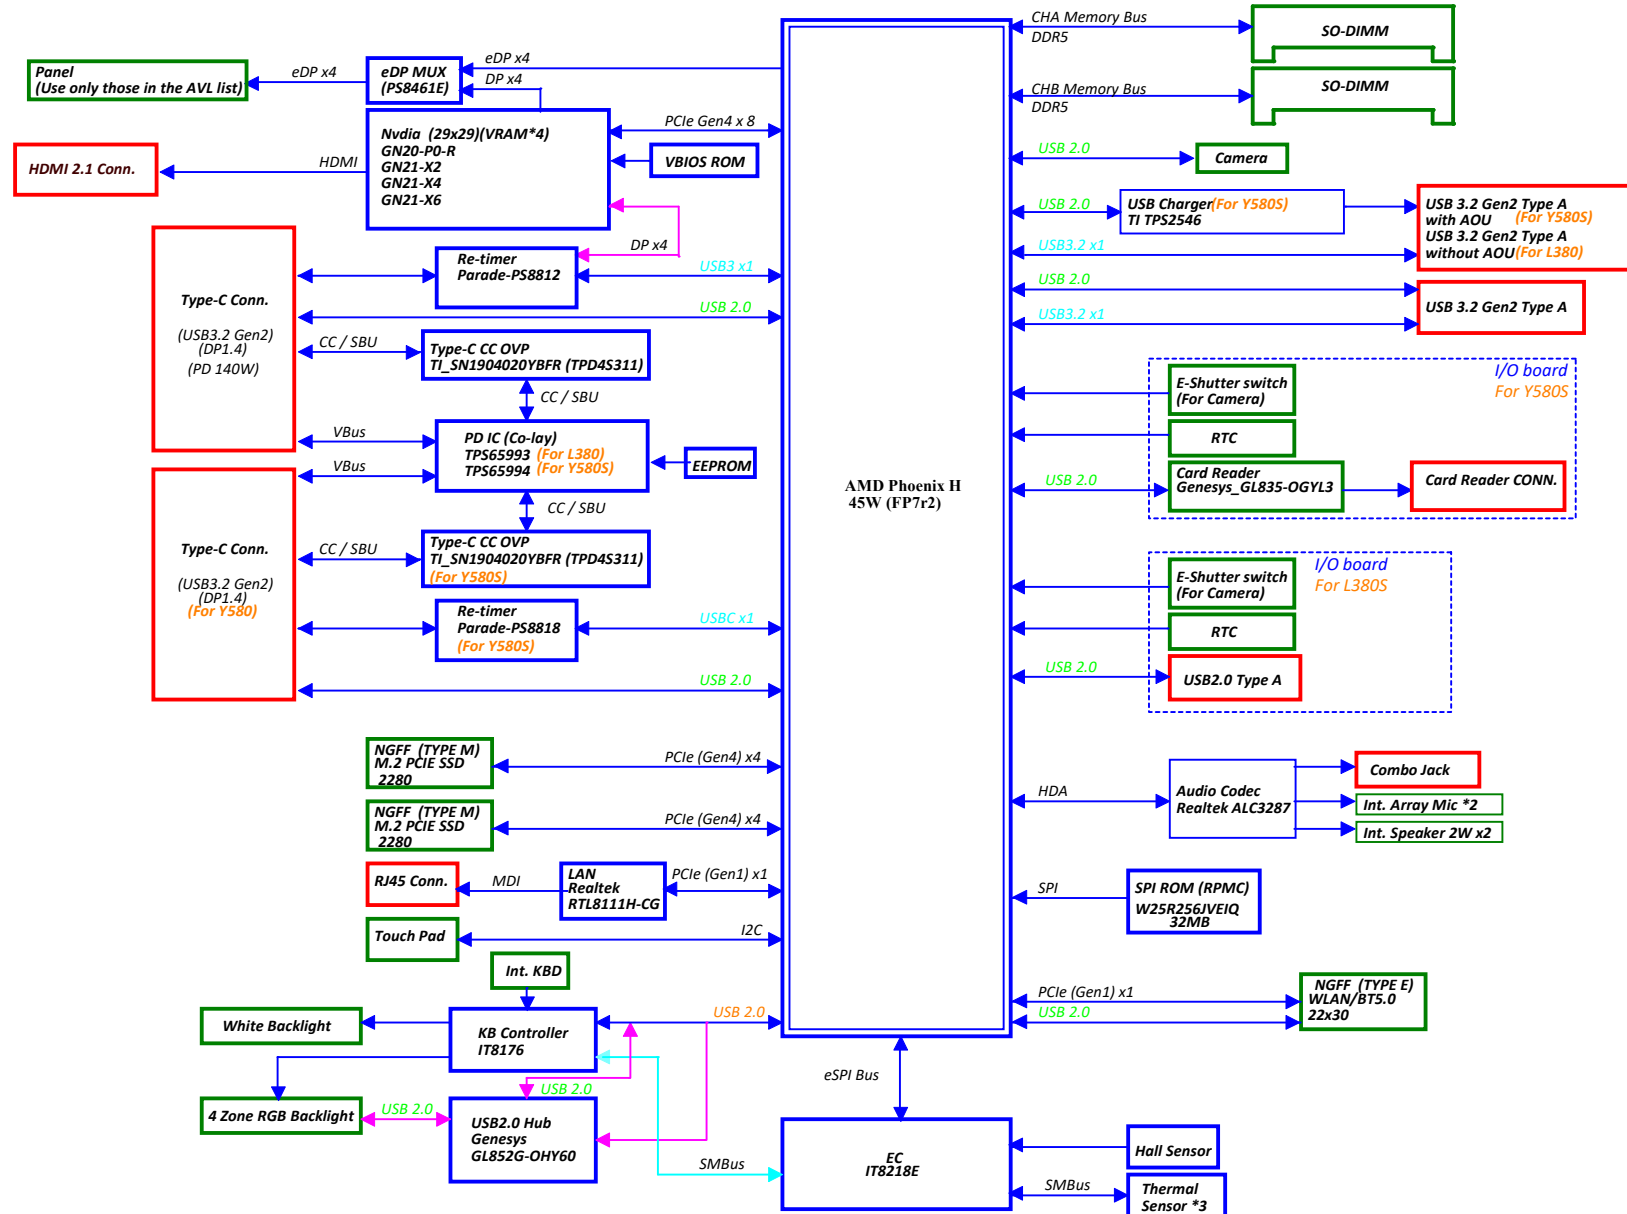 CHA Memory Bus
DDR5
SO-DIMM
eDP x4
Panel
(Use only those in the AVL list)
eDP x4
eDP MUX
(PS8461E)
DP x4
CHB Memory Bus
DDR5
SO-DIMM
Nvdia (29x29)(VRAM*4)
GN20-P0-R
GN21-X2
GN21-X4
GN21-X6
PCIe Gen4 x 8
VBIOS ROM
HDMI 2.1 Conn.
HDMI
USB 2.0
Camera
USB 2.0
USB Charger(For Y580S)
TI TPS2546
USB 3.2 Gen2 Type A
with AOU (For Y580S)
USB 3.2 Gen2 Type A
without AOU(For L380)
USB3.2 x1
DP x4
Re-timer
Parade-PS8812
USB3 x1
USB 2.0
Type-C Conn.
(USB3.2 Gen2)
(DP1.4)
(PD 140W)
USB 2.0
USB3.2 x1
USB 3.2 Gen2 Type A
CC / SBU
Type-C CC OVP
TI_SN1904020YBFR (TPD4S311)
CC / SBU
VBus
PD IC (Co-lay)
TPS65993 (For L380)
TPS65994 (For Y580S)
EEPROM
VBus
CC / SBU
I/O board
For Y580S
E-Shutter switch
(For Camera)
RTC
USB 2.0
Card Reader
Genesys_GL835-OGYL3
Card Reader CONN.
AMD Phoenix H
45W (FP7r2)
Type-C Conn.
(USB3.2 Gen2)
(DP1.4)
(For Y580)
CC / SBU
Type-C CC OVP
TI_SN1904020YBFR (TPD4S311)
(For Y580S)
Re-timer
Parade-PS8818
(For Y580S)
USBC x1
USB 2.0
I/O board
For L380S
E-Shutter switch
(For Camera)
RTC
USB 2.0
USB2.0 Type A
NGFF (TYPE M)
M.2 PCIE SSD
2280
PCIe (Gen4) x4
NGFF (TYPE M)
M.2 PCIE SSD
2280
PCIe (Gen4) x4
HDA
Audio Codec
Realtek ALC3287
Combo Jack
Int. Array Mic *2
Int. Speaker 2W x2
RJ45 Conn.
MDI
LAN
Realtek
RTL8111H-CG
PCIe (Gen1) x1
SPI
SPI ROM (RPMC)
W25R256JVEIQ
32MB
Touch Pad
I2C
Int. KBD
White Backlight
KB Controller
IT8176
USB 2.0
PCIe (Gen1) x1
USB 2.0
NGFF (TYPE E)
WLAN/BT5.0
22x30
eSPI Bus
USB 2.0
4 Zone RGB Backlight
USB 2.0
USB2.0 Hub
Genesys
GL852G-OHY60
SMBus
EC
IT8218E
Hall Sensor
SMBus
Thermal
Sensor *3